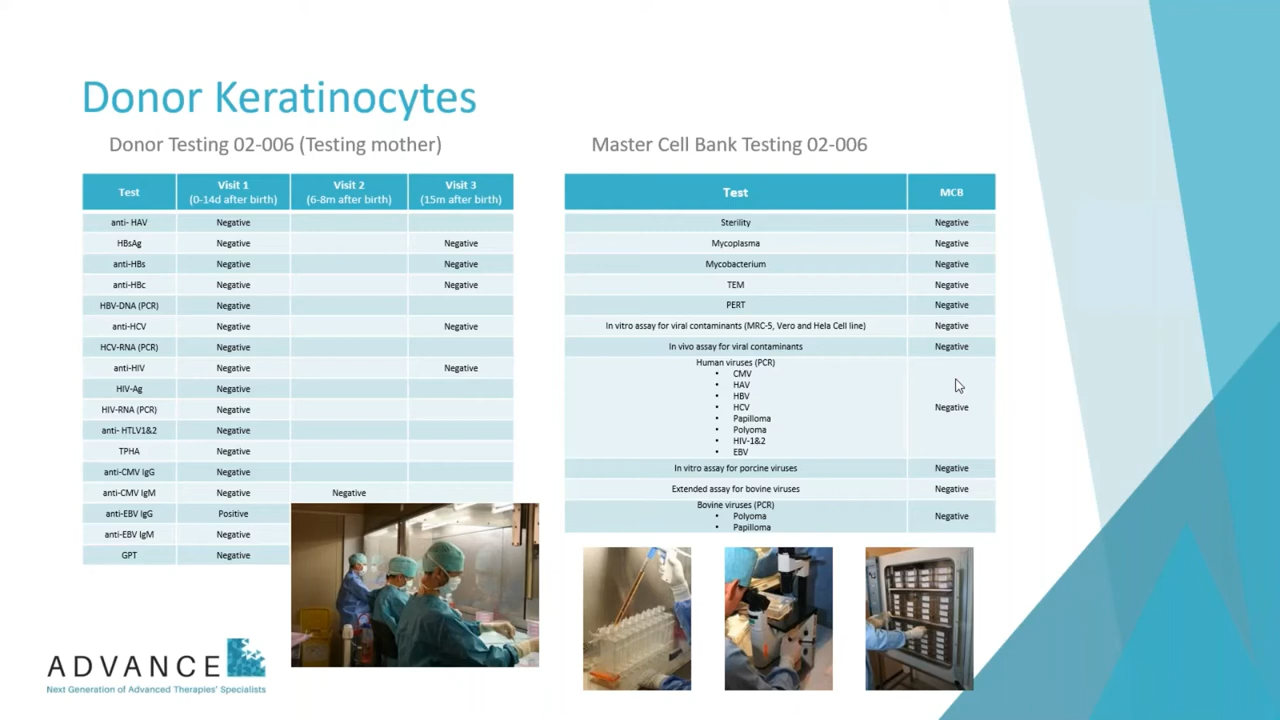 Donor Keratinocytes
Donor Testing 02-006 (Testing mother)
Test Visit 1 (0-14d after birth) Visit 2 (6-8m after birth) Visit 3 (15m after birth)
anti- HAV Negative
HBsAg Negative Negative
anti-HBs Negative Negative
anti-HBc Negative Negative
HBV-DNA (PCR) Negative
anti-HCV Negative Negative
HCV-RNA (PCR) Negative
anti-HIV Negative Negative
HIV-Ag Negative
HIV-RNA (PCR) Negative
anti- HTLV1&2 Negative
TPHA Negative
anti-CMV IgG Negative
anti-CMV IgM Negative Negative
anti-EBV IgG Positive
anti-EBV IgM Negative
GPT Negative
Master Cell Bank Testing 02-006
Test MCB
Sterility Negative
Mycoplasma Negative
Mycobacterium Negative
TEM Negative
PERT Negative
In vitro assay for viral contaminants (MRC-5, Vero and Hela Cell line) Negative
In vivo assay for viral contaminants Negative
Human viruses (PCR)
• CMV
• HAV
• HBV
• HCV Negative
• Papilloma
• Polyoma
• HIV-1&2
• EBV
In vitro assay for porcine viruses Negative
Extended assay for bovine viruses Negative
Bovine viruses (PCR)
• Polyoma Negative
• Papilloma
ADVANCE
Next Generation of Advanced Therapies' Specialists